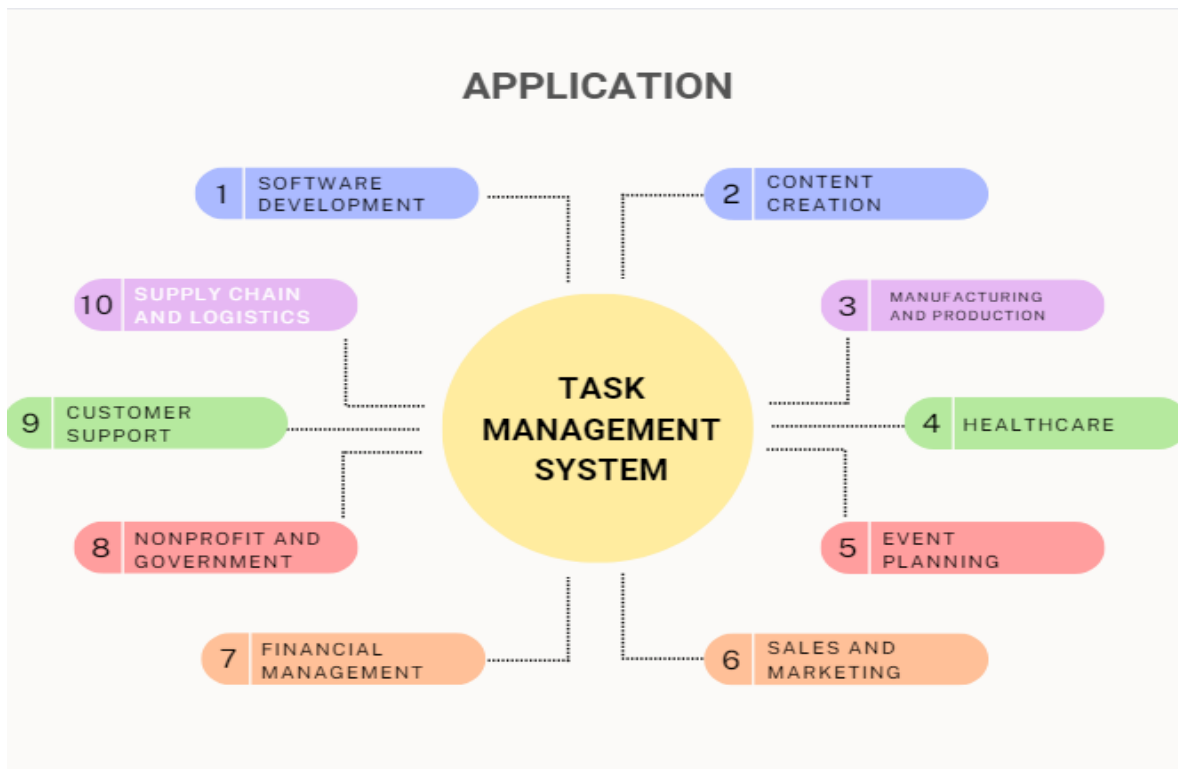 APPLICATION
1
SOFTWARE
DEVELOPMENT
2
CONTENT
CREATION
3
MANUFACTURING
AND PRODUCTION
4
HEALTHCARE
5
EVENT
PLANNING
6
SALES AND
MARKETING
7
FINANCIAL
MANAGEMENT
8
NONPROFIT AND
GOVERNMENT
9
CUSTOMER
SUPPORT
10
SUPPLY CHAIN
AND LOGISTICS
TASK
MANAGEMENT
SYSTEM